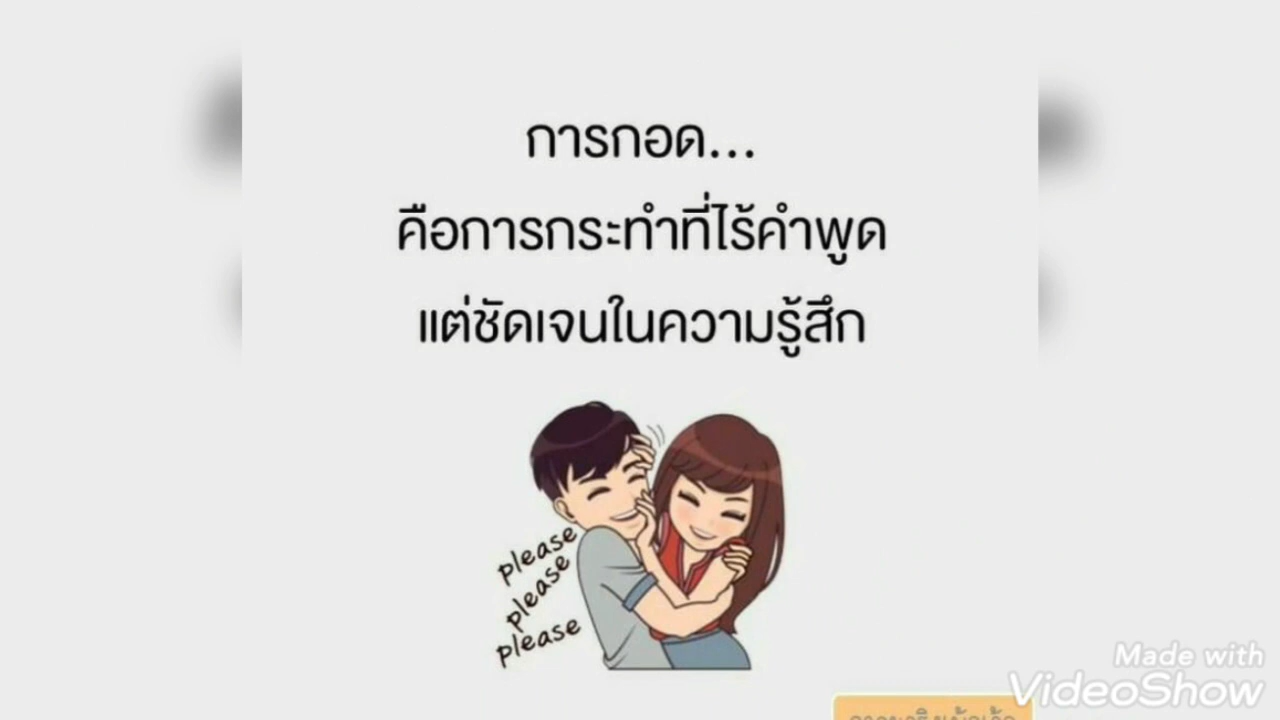 การกอด...
คือการกระทำที่ไร้คำพูด
แต่ชัดเจนในความรู้สึก
please
please
please
Made with
VideoShow